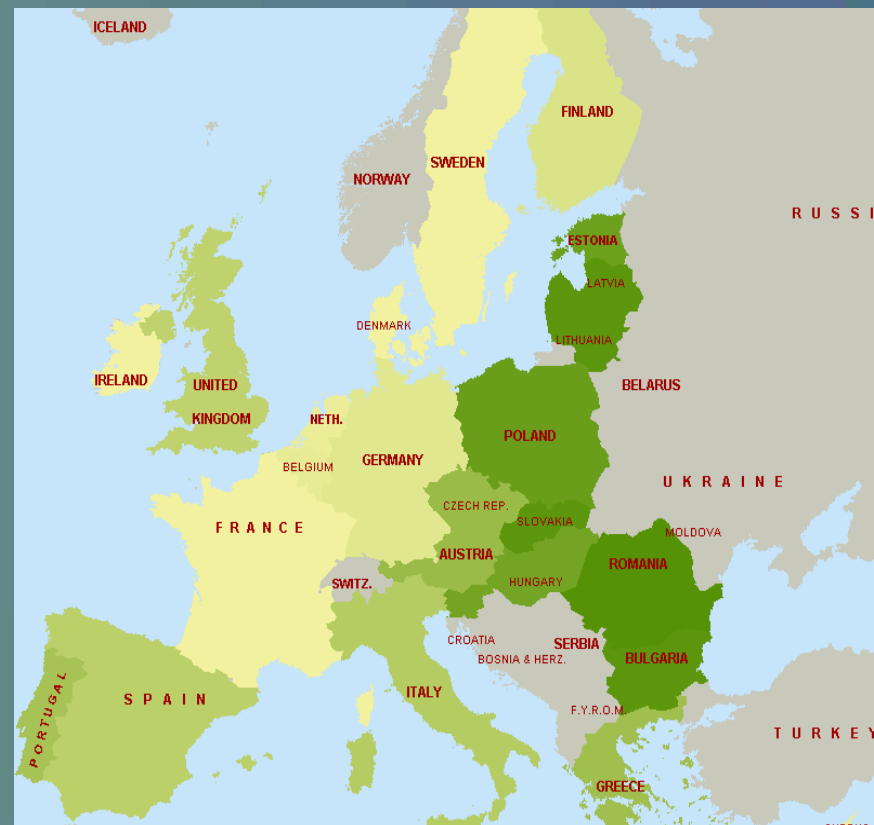 ICELAND
FINLAND
SWEDEN
NORWAY
RUSSI
ESTONIA
LATVIA
DENMARK
LITHUANIA
IRELAND
UNITED
KINGDOM
BELARUS
NETH.
POLAND
GERMANY
BELGIUM
UKRAINE
CZECH REP.
SLOVAKIA
FRANCE
MOLDOVA
AUSTRIA
ROMANIA
SWITZ.
HUNGARY
CROATIA
SERBIA
BOSNIA & HERZ.
BULGARIA
ITALY
SPAIN
PORTUGAL
F.Y.R.O.M.
TURKEY
GREECE